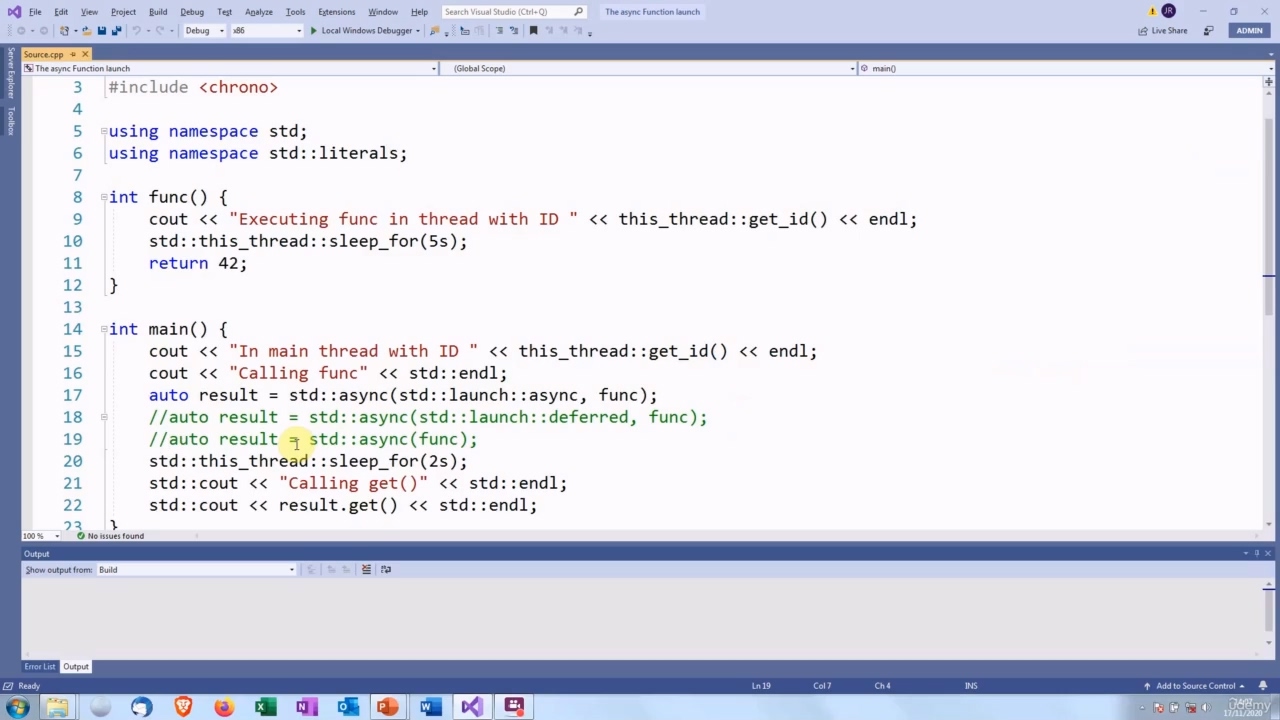 File Edit View Project Build Debug Test Analyze Tools Extensions Window Help Search Visual Studio (Ctrl+Q) The async Function launch JR
Debug x86 Local Windows Debugger Live Share ADMIN
Server Explorer
Toolbox
Source.cpp
The async Function launch (Global Scope) main()
3 #include <chrono>
4
5 using namespace std;
6 using namespace std::literals;
7
8 int func() {
9 cout << "Executing func in thread with ID " << this_thread::get_id() << endl;
10 std::this_thread::sleep_for(5s);
11 return 42;
12 }
13
14 int main() {
15 cout << "In main thread with ID " << this_thread::get_id() << endl;
16 cout << "Calling func" << std::endl;
17 auto result = std::async(std::launch::async, func);
18 //auto result = std::async(std::launch::deferred, func);
19 //auto result = std::async(func);
20 std::this_thread::sleep_for(2s);
21 std::cout << "Calling get()" << std::endl;
22 std::cout << result.get() << std::endl;
23 }
100 % No issues found
Output
Show output from: Build
Error List Output
Ready Ln 19 Col 7 Ch 4 INS Add to Source Control
udemy
17/11/2020